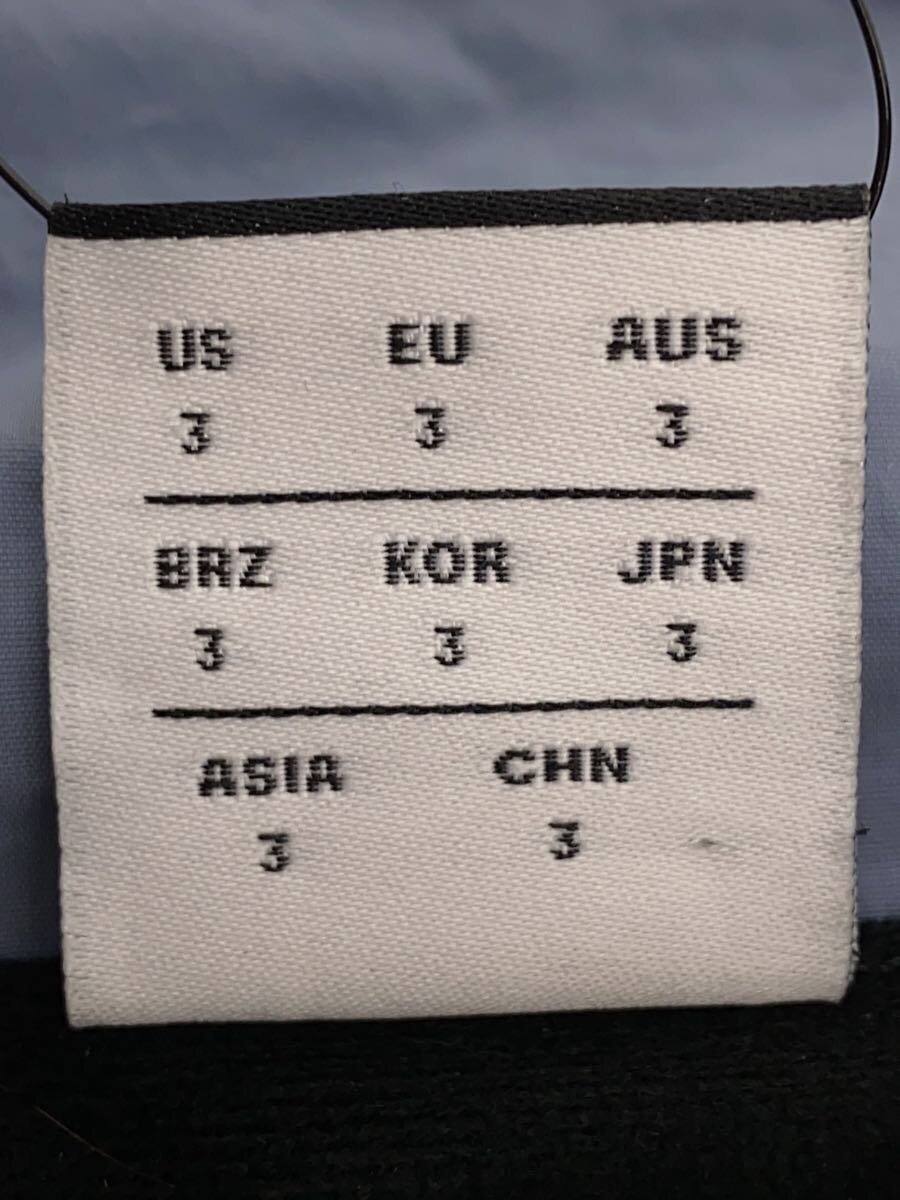 US EU AUS
3 3 3
BRZ KOR JPN
3 3 3
ASIA CHN
3 3